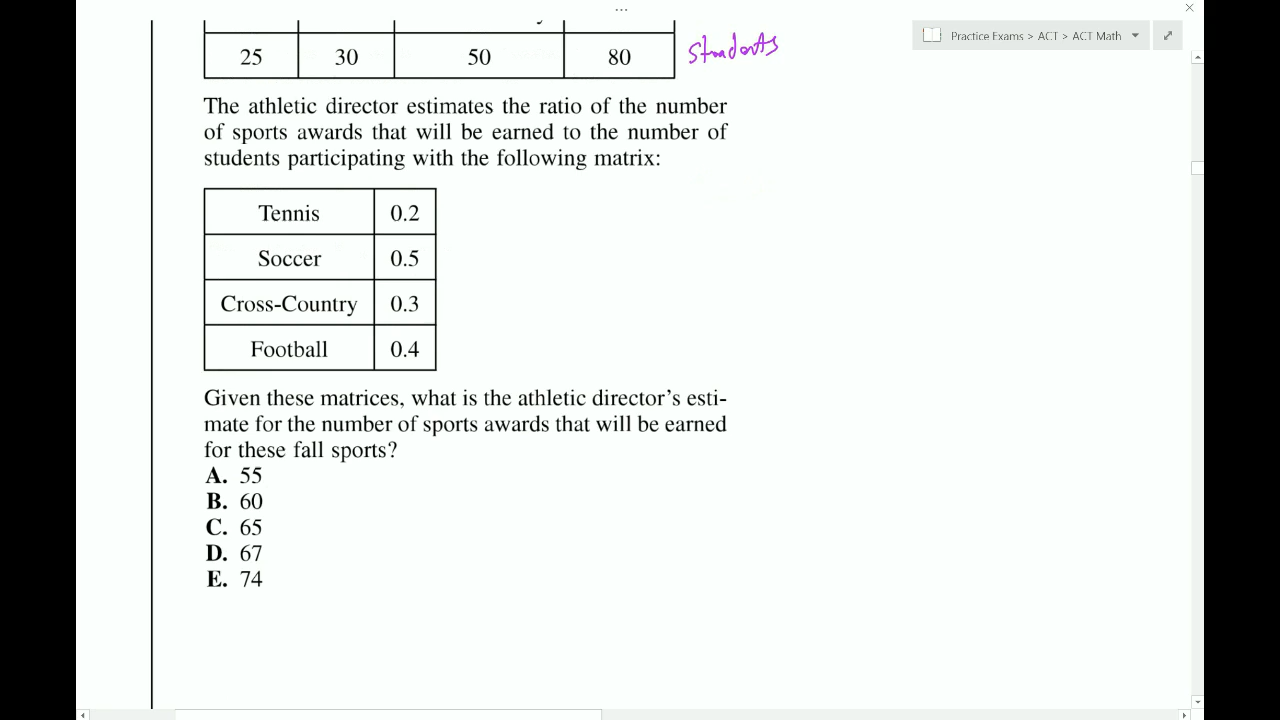 ...
Practice Exams > ACT > ACT Math
25 30 50 80 Students
The athletic director estimates the ratio of the number
of sports awards that will be earned to the number of
students participating with the following matrix:
Tennis 0.2
Soccer 0.5
Cross-Country 0.3
Football 0.4
Given these matrices, what is the athletic director’s esti-
mate for the number of sports awards that will be earned
for these fall sports?
A. 55
B. 60
C. 65
D. 67
E. 74